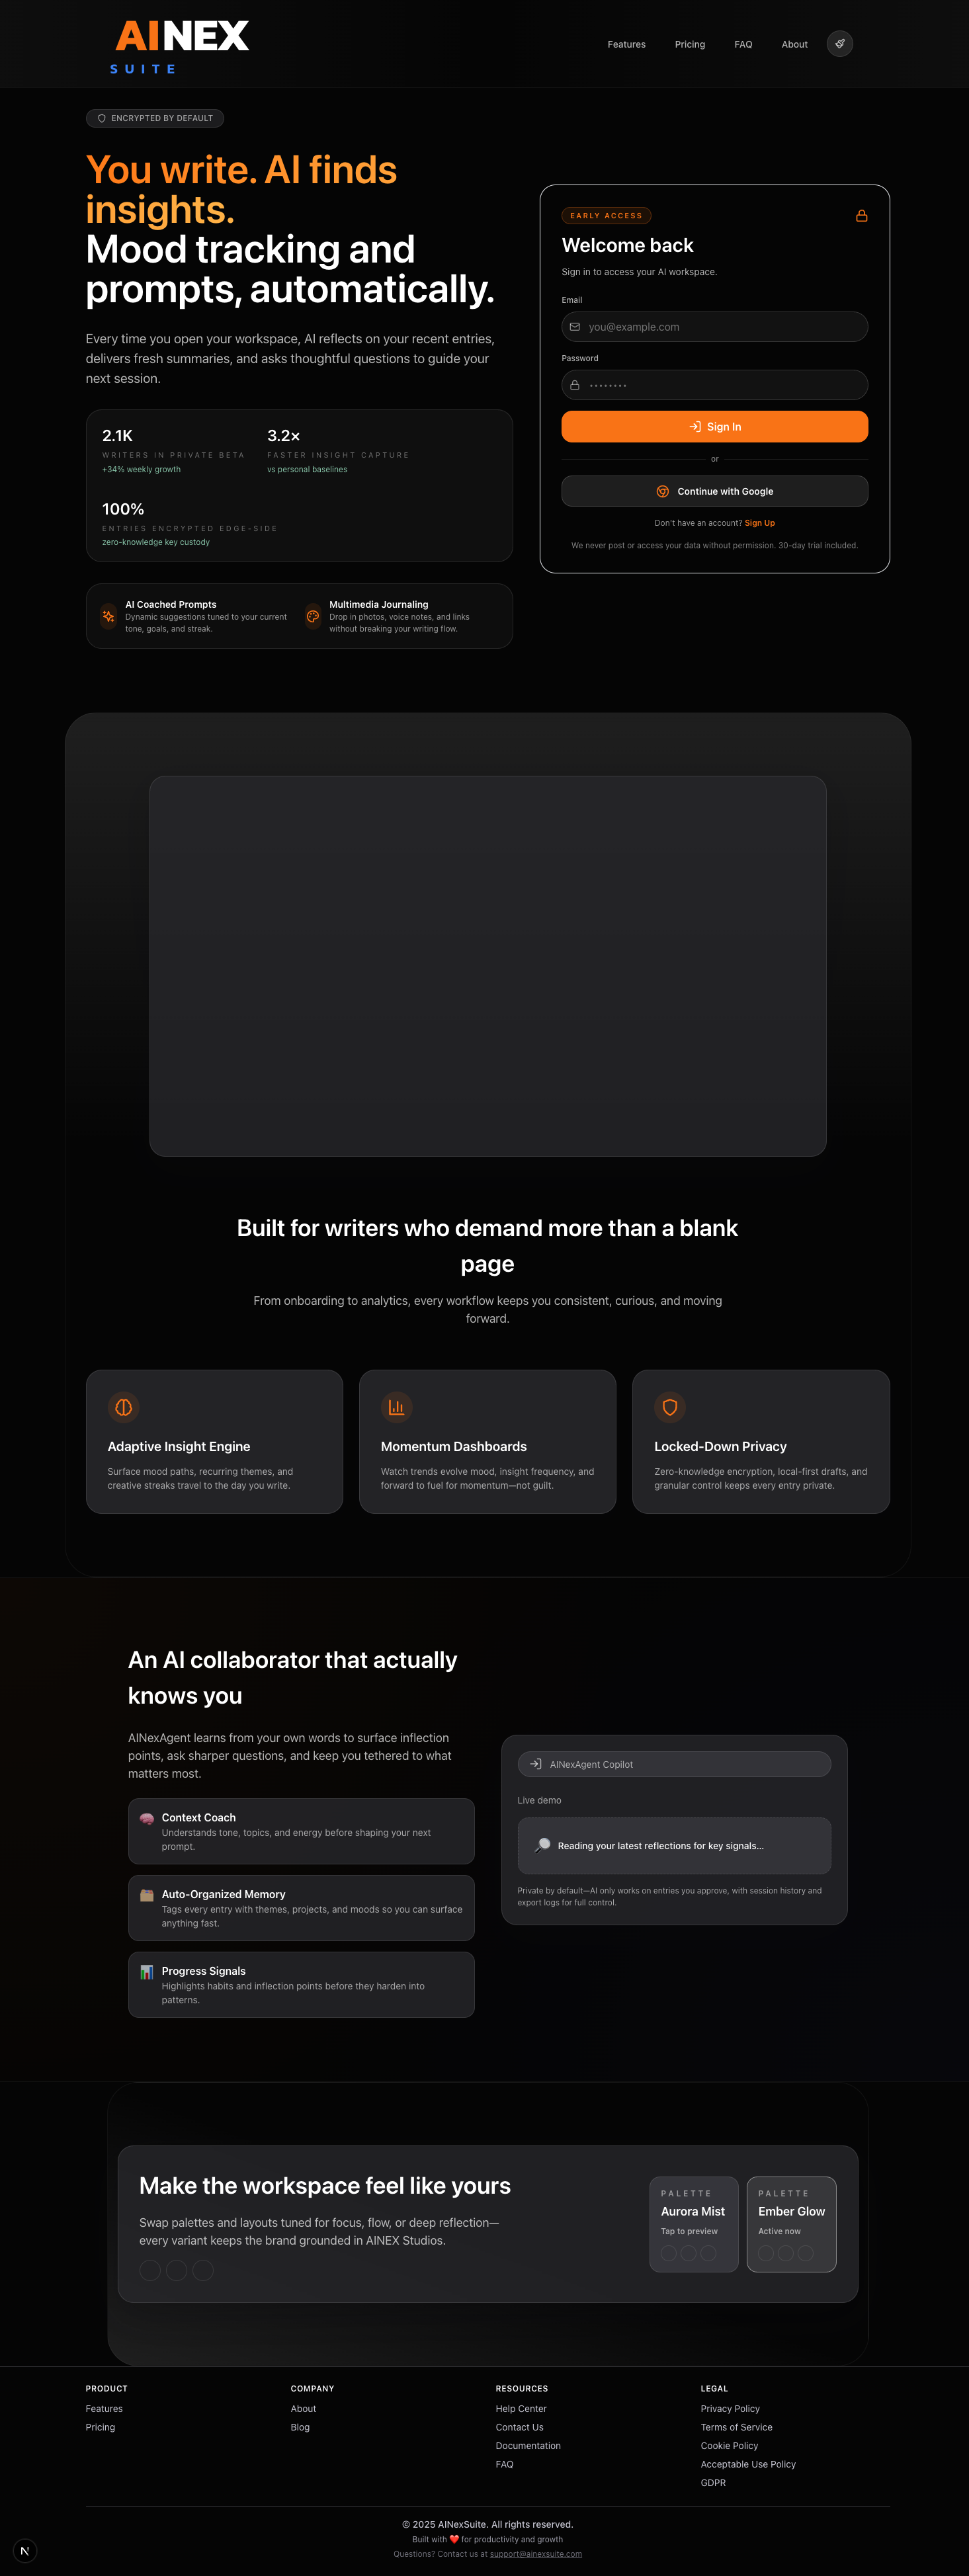 AINEX
SUITE
Features
Pricing
FAQ
About
ENCRYPTED BY DEFAULT
You write. AI finds
insights.
Mood tracking and
prompts, automatically.
Every time you open your workspace, AI reflects on your recent entries,
delivers fresh summaries, and asks thoughtful questions to guide your
next session.
2.1K
WRITERS IN PRIVATE BETA
+34% weekly growth
3.2×
FASTER INSIGHT CAPTURE
vs personal baselines
100%
ENTRIES ENCRYPTED EDGE-SIDE
zero-knowledge key custody
AI Coached Prompts
Dynamic suggestions tuned to your current
tone, goals, and streak.
Multimedia Journaling
Drop in photos, voice notes, and links
without breaking your writing flow.
EARLY ACCESS
Welcome back
Sign in to access your AI workspace.
Email
you@example.com
Password
••••••••
Sign In
or
Continue with Google
Don't have an account? Sign Up
We never post or access your data without permission. 30-day trial included.
Built for writers who demand more than a blank
page
From onboarding to analytics, every workflow keeps you consistent, curious, and moving
forward.
Adaptive Insight Engine
Surface mood paths, recurring themes, and
creative streaks travel to the day you write.
Momentum Dashboards
Watch trends evolve mood, insight frequency, and
forward to fuel for momentum—not guilt.
Locked-Down Privacy
Zero-knowledge encryption, local-first drafts, and
granular control keeps every entry private.
An AI collaborator that actually
knows you
AINexAgent learns from your own words to surface inflection
points, ask sharper questions, and keep you tethered to what
matters most.
Context Coach
Understands tone, topics, and energy before shaping your next
prompt.
Auto-Organized Memory
Tags every entry with themes, projects, and moods so you can surface
anything fast.
Progress Signals
Highlights habits and inflection points before they harden into
patterns.
AINexAgent Copilot
Live demo
Reading your latest reflections for key signals...
Private by default—AI only works on entries you approve, with session history and
export logs for full control.
Make the workspace feel like yours
Swap palettes and layouts tuned for focus, flow, or deep reflection—
every variant keeps the brand grounded in AINEX Studios.
PALETTE
Aurora Mist
Tap to preview
PALETTE
Ember Glow
Active now
PRODUCT
Features
Pricing
COMPANY
About
Blog
RESOURCES
Help Center
Contact Us
Documentation
FAQ
LEGAL
Privacy Policy
Terms of Service
Cookie Policy
Acceptable Use Policy
GDPR
© 2025 AINexSuite. All rights reserved.
Built with ❤️ for productivity and growth
Questions? Contact us at support@ainexsuite.com
N